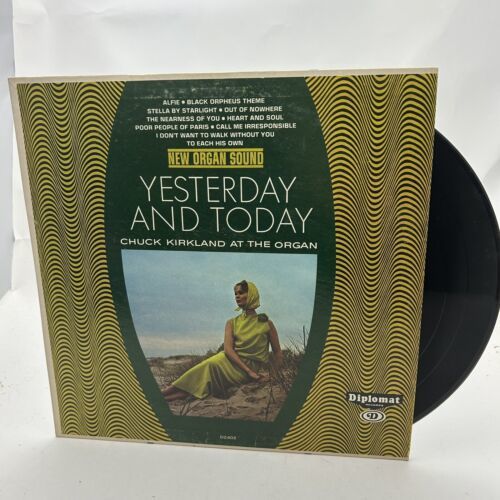 ALFIE • BLACK ORPHEUS THEME
STELLA BY STARLIGHT • OUT OF NOWHERE
THE NEARNESS OF YOU • HEART AND SOUL
POOR PEOPLE OF PARIS • CALL ME IRRESPONSIBLE
I DON'T WANT TO WALK WITHOUT YOU
TO EACH HIS OWN
NEW ORGAN SOUND
YESTERDAY
AND TODAY
CHUCK KIRKLAND AT THE ORGAN
Diplomat